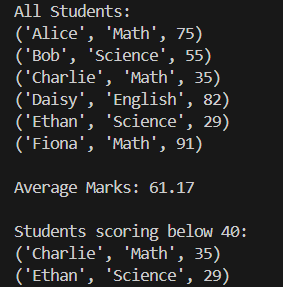 All Students:
('Alice', 'Math', 75)
('Bob', 'Science', 55)
('Charlie', 'Math', 35)
('Daisy', 'English', 82)
('Ethan', 'Science', 29)
('Fiona', 'Math', 91)

Average Marks: 61.17

Students scoring below 40:
('Charlie', 'Math', 35)
('Ethan', 'Science', 29)